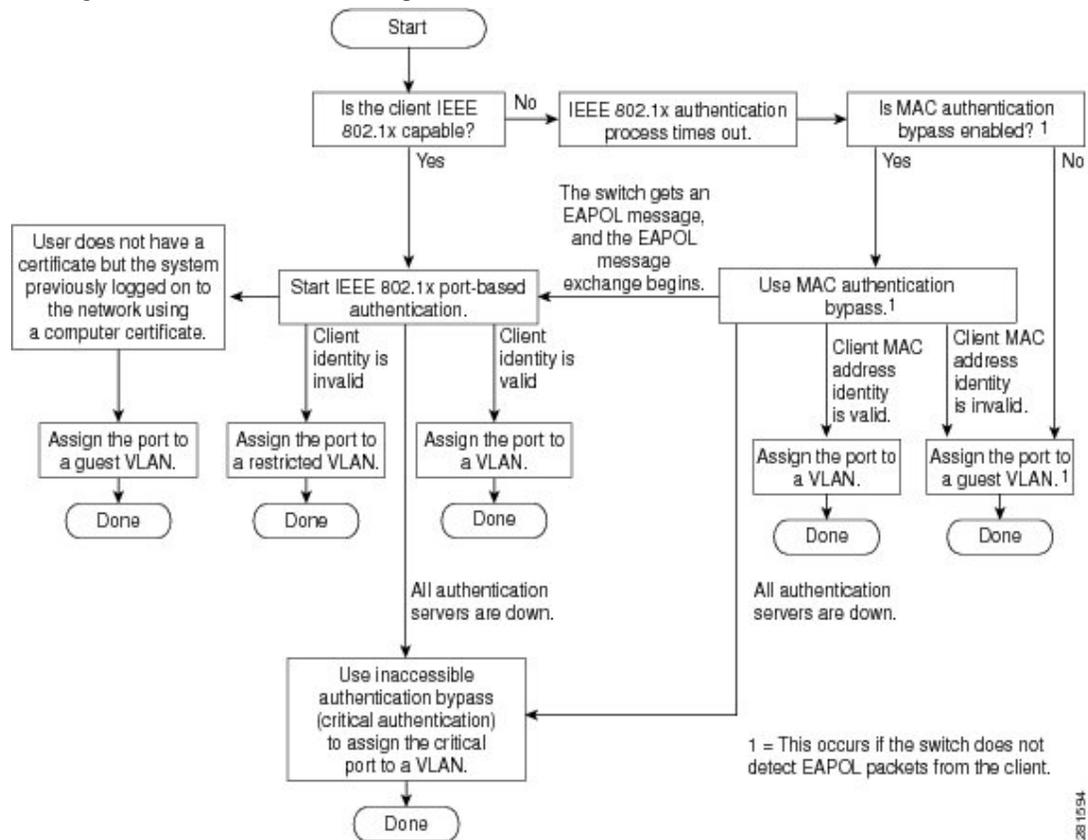 Start
Is the client IEEE
802.1x capable?
No
IEEE 802.1x authentication
process times out.
Is MAC authentication
bypass enabled? 1
Yes
Yes
No
The switch gets an
EAPOL message,
and the EAPOL
message
exchange begins.
User does not have a
certificate but the system
previously logged on to
the network using
a computer certificate.
Start IEEE 802.1x port-based
authentication.
Use MAC authentication
bypass.1
Client
identity is
invalid
Client
identity is
valid
Client MAC
address
identity
is valid.
Client MAC
address
identity
is invalid.
Assign the port to
a guest VLAN.
Assign the port to
a restricted VLAN.
Assign the port to
a VLAN.
Assign the port to
a VLAN.
Assign the port to
a guest VLAN.1
Done
Done
Done
Done
Done
All authentication
servers are down.
All authentication
servers are down.
Use inaccessible
authentication bypass
(critical authentication)
to assign the critical
port to a VLAN.
1 = This occurs if the switch does not
detect EAPOL packets from the client.
Done
281594